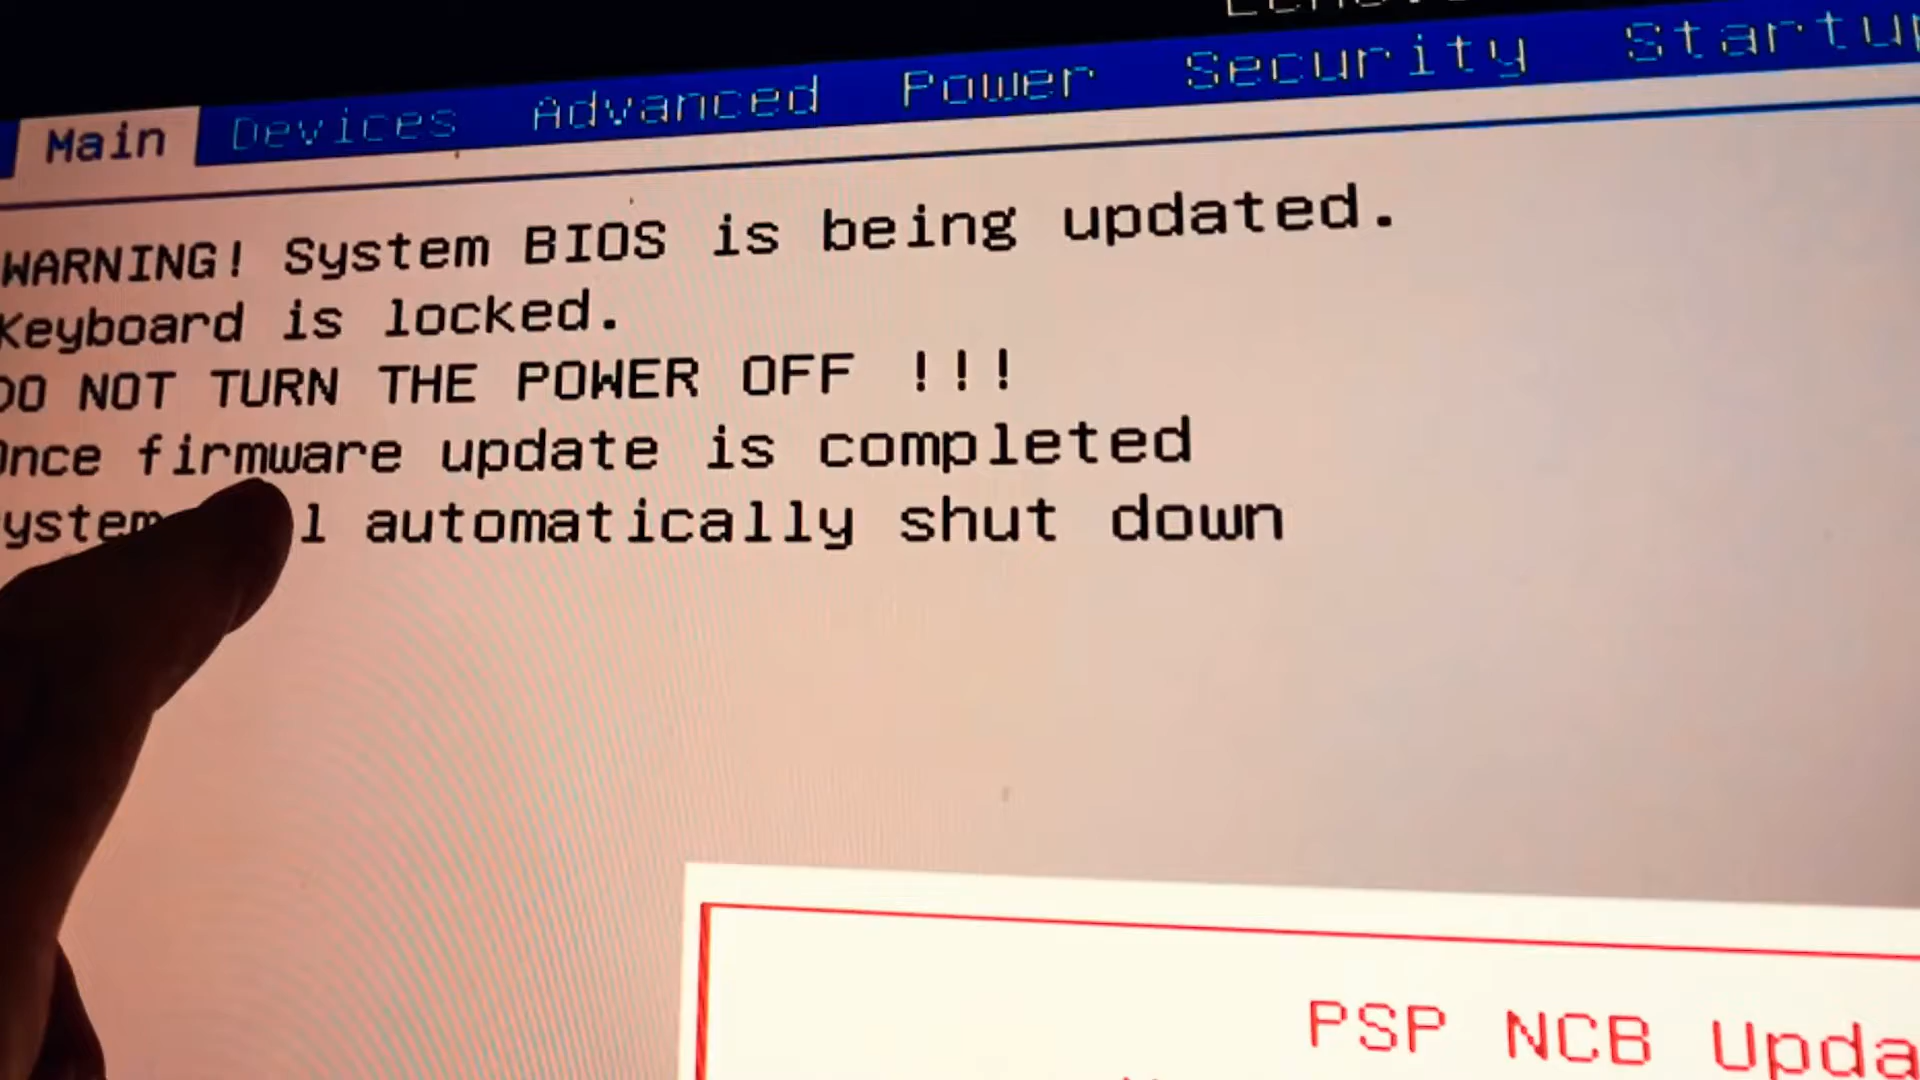 Main Devices Advanced Power Security Startup
WARNING! System BIOS is being updated.
Keyboard is locked.
DO NOT TURN THE POWER OFF !!!
Once firmware update is completed
automatically shut down
PSP NCB